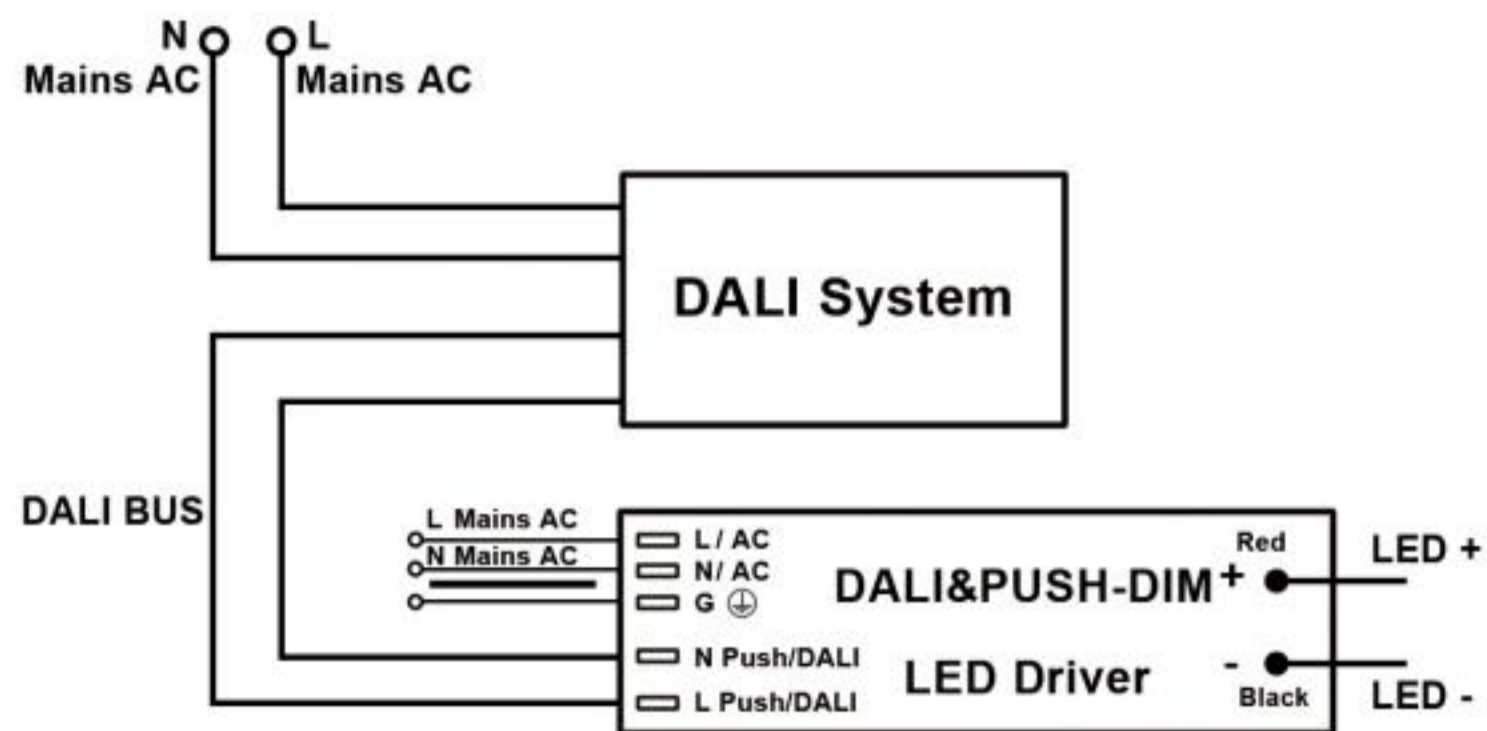 N
L
Mains AC
Mains AC
DALI System
DALI BUS
L Mains AC
N Mains AC
L / AC
N/ AC
G
N Push/DALI
L Push/DALI
DALI&PUSH-DIM
LED Driver
Red
+
-
Black
LED +
LED -